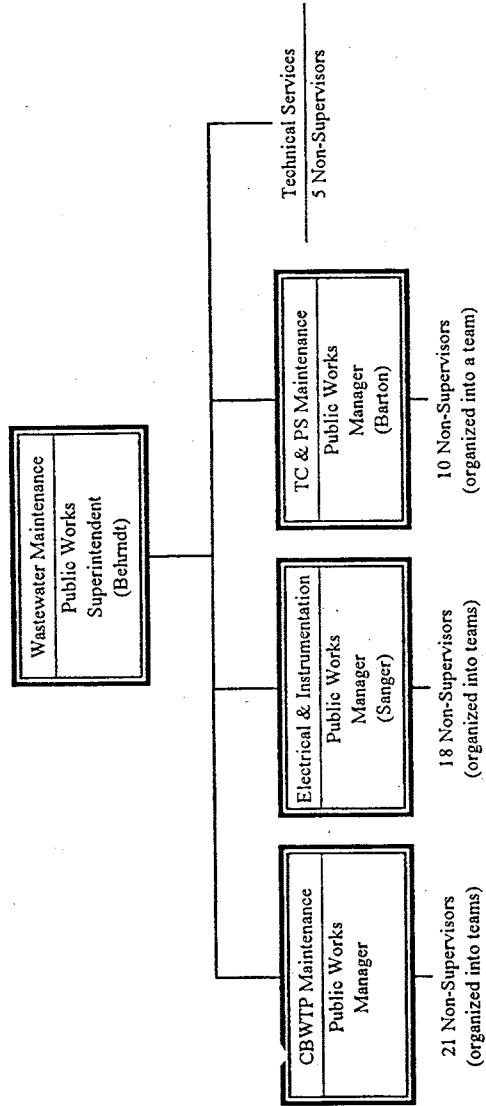 Wastewater Maintenance
Public Works
Superintendent
(Behrndt)
CBWTP Maintenance
Public Works
Manager
21 Non-Supervisors
(organized into teams)
Electrical & Instrumentation
Public Works
Manager
(Sanger)
18 Non-Supervisors
(organized into teams)
TC & PS Maintenance
Public Works
Manager
(Barton)
10 Non-Supervisors
(organized into a team)
Technical Services
5 Non-Supervisors